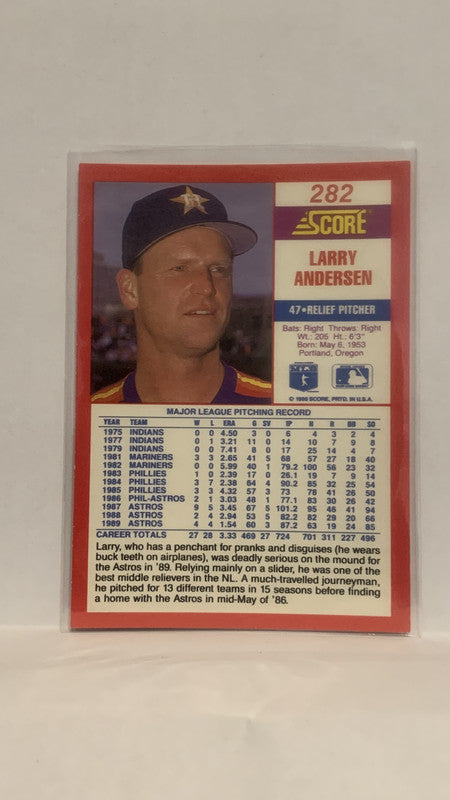 282
SCORE
LARRY
ANDERSEN
47•RELIEF PITCHER
Bats: Right Throws: Right
Wt.: 205 Ht.: 6'3"
Born: May 6, 1953
Portland, Oregon
© 1990 SCORE, PRTD. IN U.S.A.
MAJOR LEAGUE PITCHING RECORD
YEAR TEAM W L ERA G SV IP H R BB SO
1975 INDIANS 0 0 4.50 3 0 6 4 3 2 4
1977 INDIANS 0 1 3.21 11 0 14 10 7 9 8
1979 INDIANS 0 0 7.41 8 0 17 25 14 4 7
1981 MARINERS 3 3 2.65 41 5 68 57 27 18 40
1982 MARINERS 0 0 5.99 40 1 79.2 100 56 23 32
1983 PHILLIES 1 0 2.39 17 0 26.1 19 7 9 14
1984 PHILLIES 3 7 2.38 64 4 90.2 85 32 25 54
1985 PHILLIES 3 3 4.32 57 3 73 78 41 26 50
1986 PHIL-ASTROS 2 1 3.03 48 1 77.1 83 30 26 42
1987 ASTROS 9 5 3.45 67 5 101.2 95 46 41 94
1988 ASTROS 2 4 2.94 53 5 82.2 82 29 20 66
1989 ASTROS 4 4 1.54 60 3 87.2 63 19 24 85
CAREER TOTALS 27 28 3.33 469 27 724 701 311 227 496
Larry, who has a penchant for pranks and disguises (he wears
buck teeth on airplanes), was deadly serious on the mound for
the Astros in '89. Relying mainly on a slider, he was one of the
best middle relievers in the NL. A much-travelled journeyman,
he pitched for 13 different teams in 15 seasons before finding
a home with the Astros in mid-May of '86.